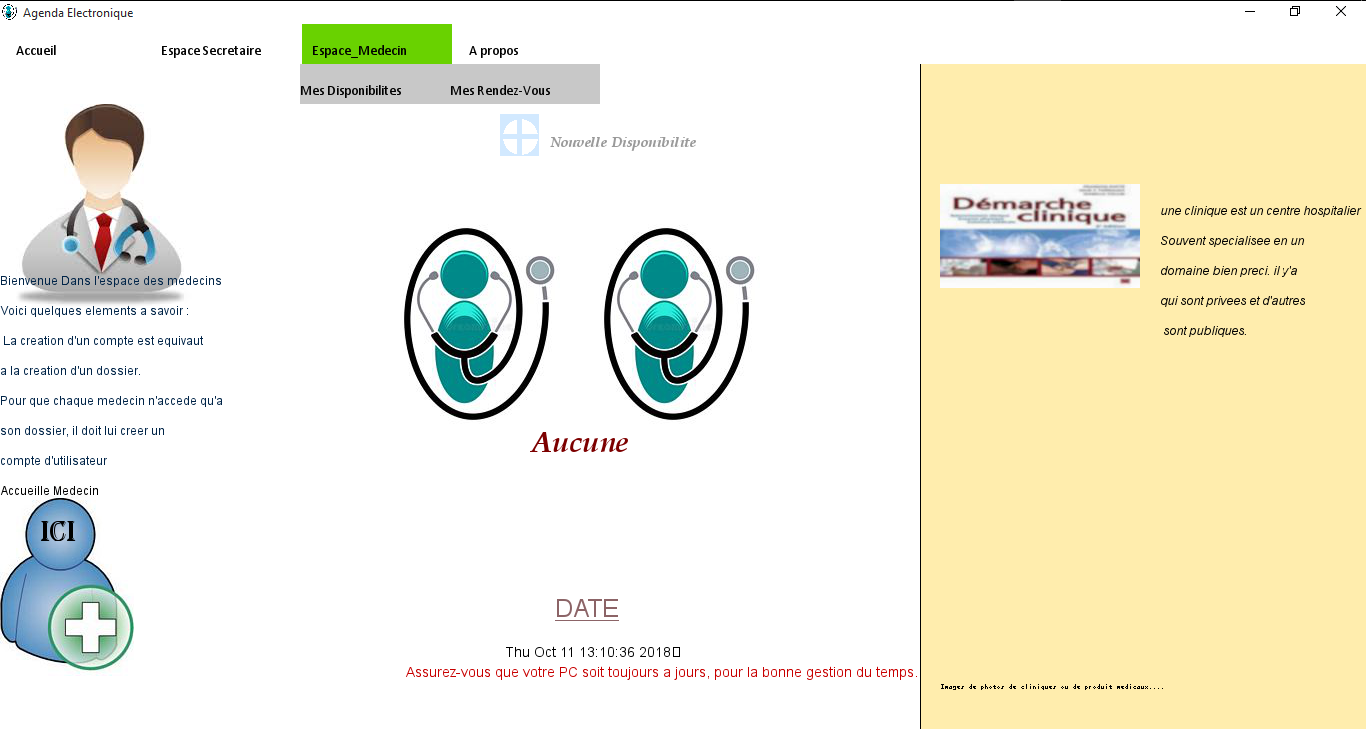 Agenda Electronique
Accueil
Espace Secretaire
Espace_Medecin
A propos
Mes Disponibilites
Mes Rendez-Vous
Nouvelle Disponibilite
Bienvenue Dans l'espace des medecins
Voici quelques elements a savoir :
La creation d'un compte est equivaut
a la creation d'un dossier.
Pour que chaque medecin n'accede qu'a
son dossier, il doit lui creer un
compte d'utilisateur
Accueille Medecin
ICI
Aucune
DATE
Thu Oct 11 13:10:36 2018
Assurez-vous que votre PC soit toujours a jours, pour la bonne gestion du temps.
Démarche
clinique
une clinique est un centre hospitalier
Souvent specialisee en un
domaine bien preci. il y'a
qui sont privees et d'autres
sont publiques.
Images de photos de cliniques ou de produit medicaux....